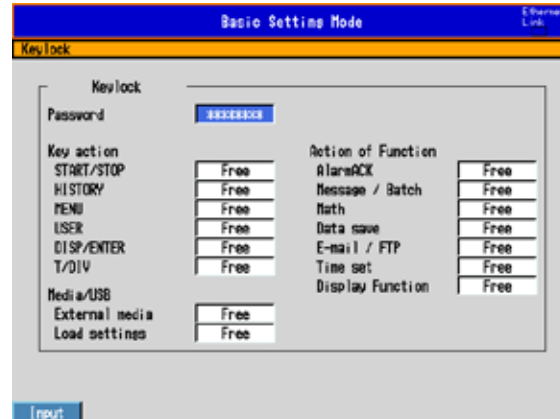 Basic Setting Mode
Ethernet Link
Keylock
Keylock
Password ********
Key action
START/STOP Free
HISTORY Free
MENU Free
USER Free
DISP/ENTER Free
T/DIV Free
Media/USB
External media Free
Load settings Free
Action of Function
AlarmACK Free
Message / Batch Free
Math Free
Data save Free
E-mail / FTP Free
Time set Free
Display Function Free
Input